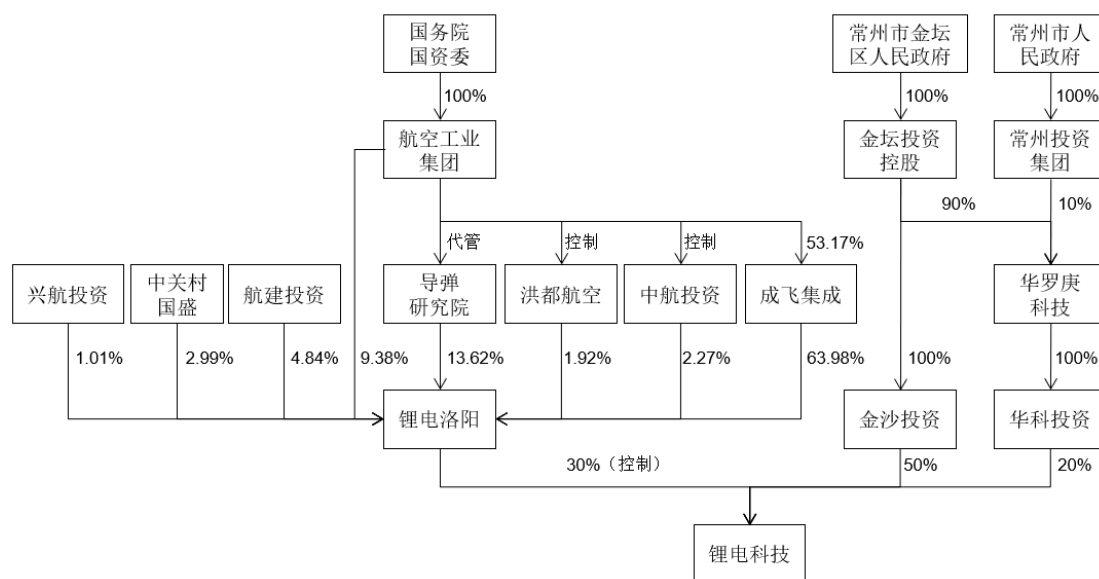 国务院
国资委
常州市金坛
区人民政府
常州市人
民政府
100%
100%
100%
航空工业
集团
金坛投资
控股
常州投资
集团
90%
10%
代管
控制
控制
53.17%
兴航投资
中关村
国盛
航建投资
导弹
研究院
洪都航空
中航投资
成飞集成
华罗庚
科技
1.01%
2.99%
4.84%
9.38%
13.62%
1.92%
2.27%
63.98%
100%
100%
锂电洛阳
金沙投资
华科投资
30%（控制）
50%
20%
锂电科技